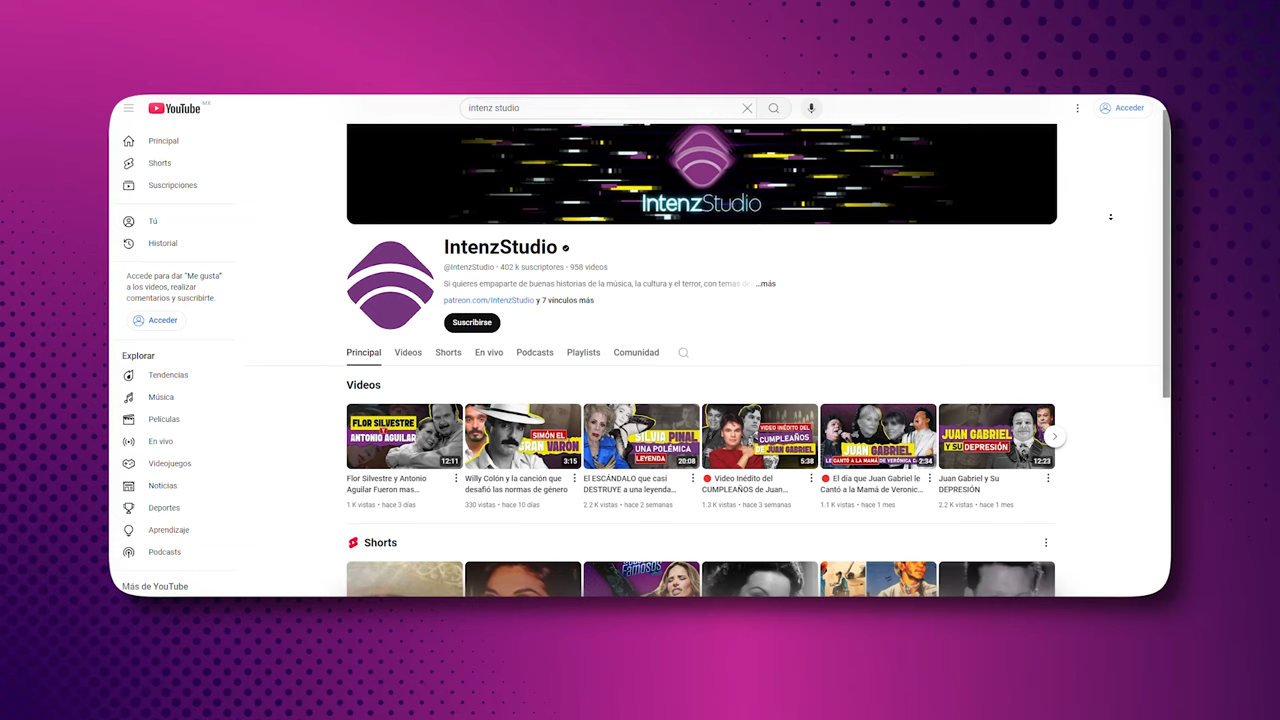 YouTube MX
intenz studio
Acceder
Principal
Shorts
Suscripciones
Tú
Historial
Accede para dar "Me gusta"
a los videos, realizar
comentarios y suscribirte.
Acceder
Explorar
Tendencias
Música
Películas
En vivo
Videojuegos
Noticias
Deportes
Aprendizaje
Podcasts
Más de YouTube
IntenzStudio
IntenzStudio
@IntenzStudio · 402 k suscriptores · 958 videos
Si quieres empaparte de buenas historias de la música, la cultura y el terror, con temas ...más
patreon.com/IntenzStudio y 7 vínculos más
Suscribirse
Principal Videos Shorts En vivo Podcasts Playlists Comunidad
Videos
FLOR SILVESTRE
ANTONIO AGUILAR
12:11
Flor Silvestre y Antonio
Aguilar Fueron mas...
1 K vistas • hace 3 días
SIMÓN EL
GRAN VARON
3:15
Willy Colón y la canción que
desafió las normas de género
330 vistas • hace 10 días
SILVIA PINAL
UNA POLÉMICA
LEYENDA
20:08
El ESCÁNDALO que casi
DESTRUYE a una leyenda...
2.2 K vistas • hace 2 semanas
VIDEO INÉDITO DEL
CUMPLEAÑOS
DE JUAN GABRIEL
5:38
Video Inédito del
CUMPLEAÑOS de Juan...
1.3 K vistas • hace 3 semanas
JUAN GABRIEL
LE CANTÓ A LA MAMÁ DE VERÓNICA
2:34
El día que Juan Gabriel le
Cantó a la Mamá de Veronic...
1.1 K vistas • hace 1 mes
JUAN GABRIEL
Y SU DEPRESIÓN
12:23
Juan Gabriel y Su
DEPRESIÓN
2.2 K vistas • hace 1 mes
Shorts
FAMOSOS